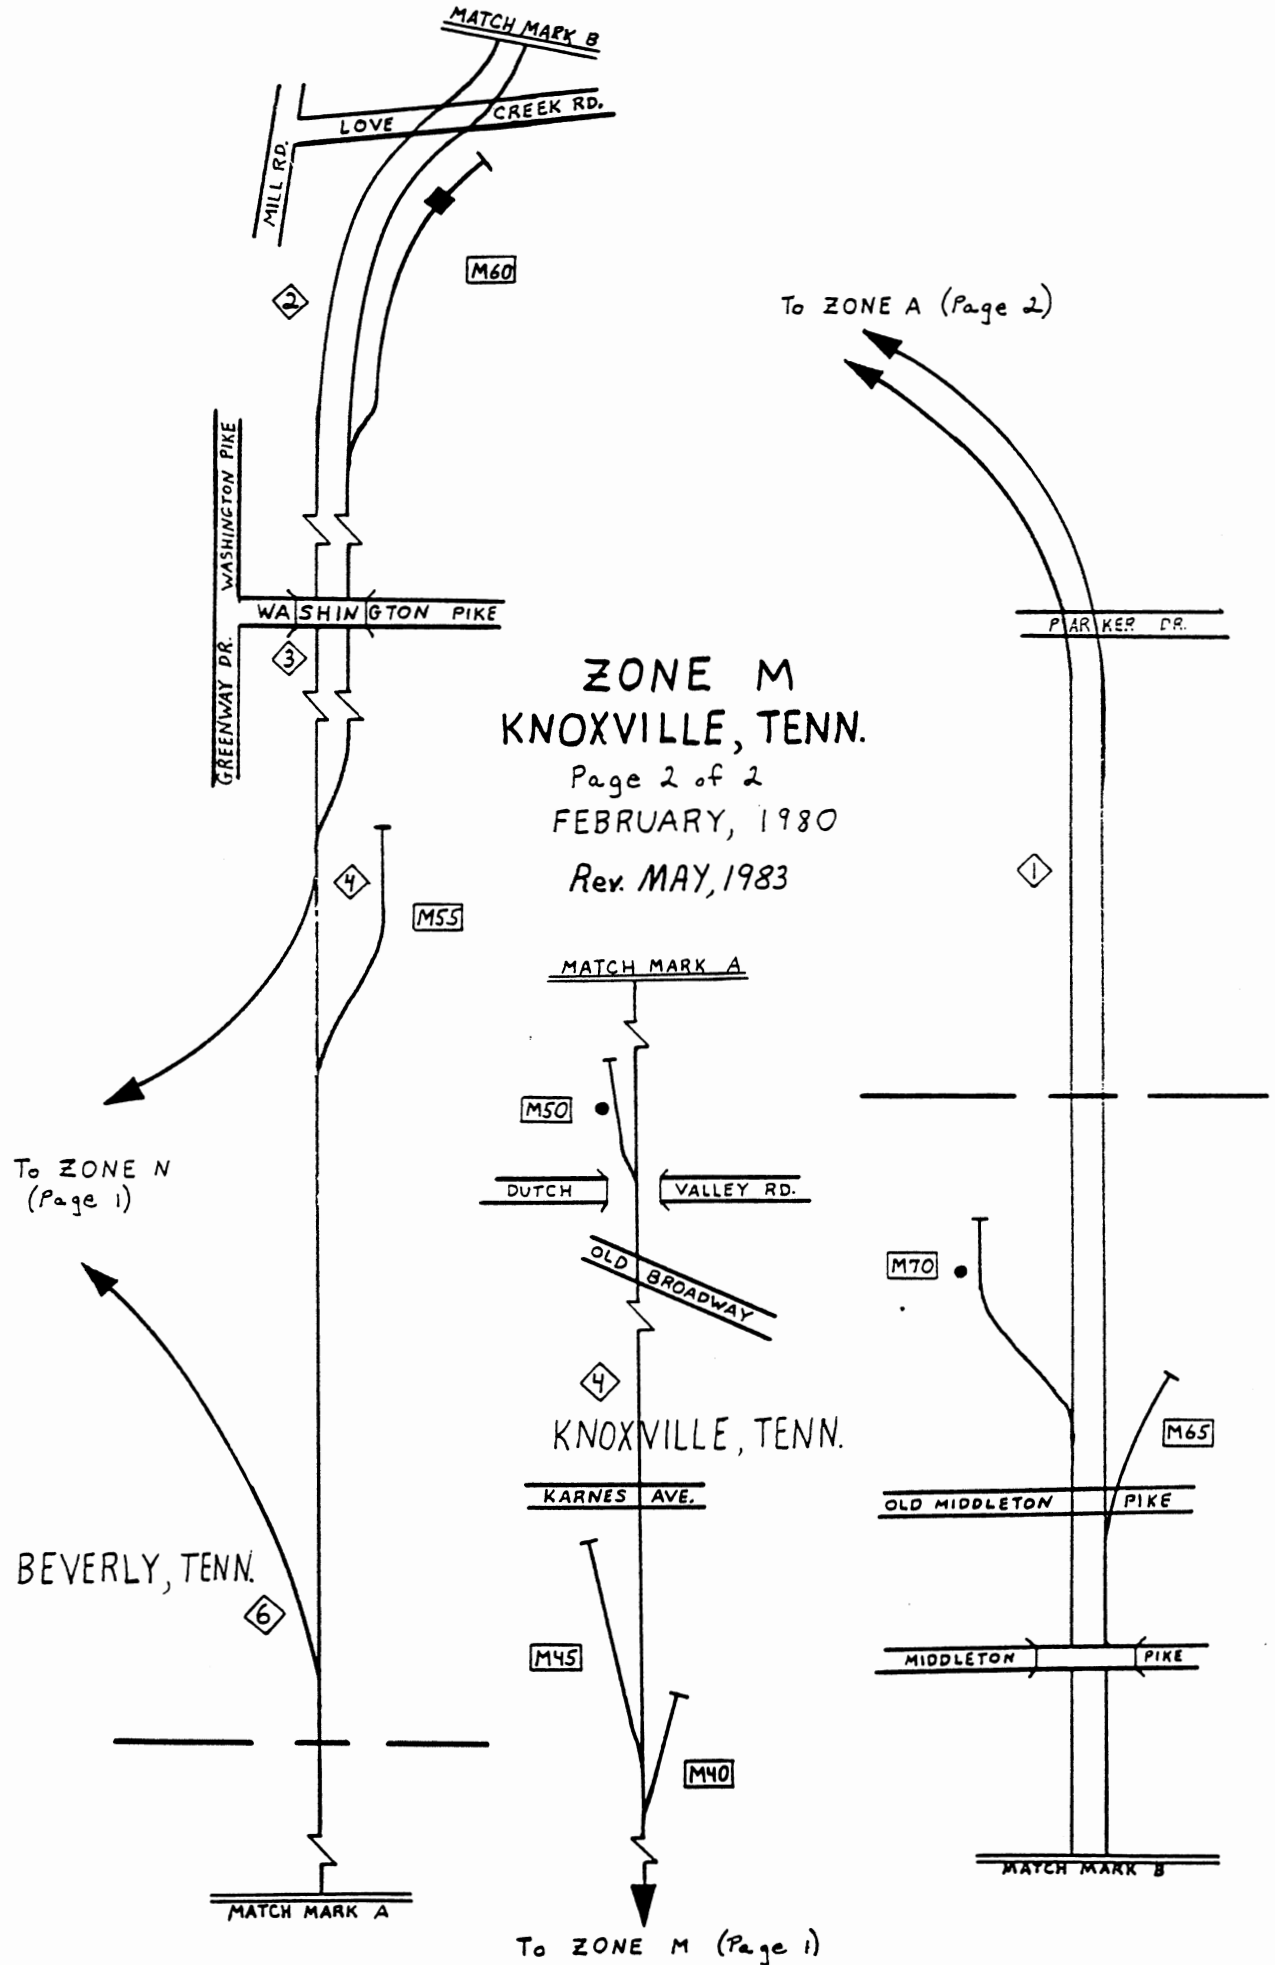 MATCH MARK B
LOVE CREEK RD.
MILL RD.
M60
2
To ZONE A (Page 2)
WASHINGTON PIKE
WASHINGTON PIKE
GREENWAY DR.
3
PARKER DR.
ZONE M
KNOXVILLE, TENN.
Page 2 of 2
FEBRUARY, 1980
Rev. MAY, 1983
4
M55
1
MATCH MARK A
M50
To ZONE N
(Page 1)
DUTCH VALLEY RD.
OLD BROADWAY
M70
4
KNOXVILLE, TENN.
M65
KARNES AVE.
OLD MIDDLETON PIKE
BEVERLY, TENN.
6
M45
MIDDLETON PIKE
M40
MATCH MARK B
MATCH MARK A
To ZONE M (Page 1)